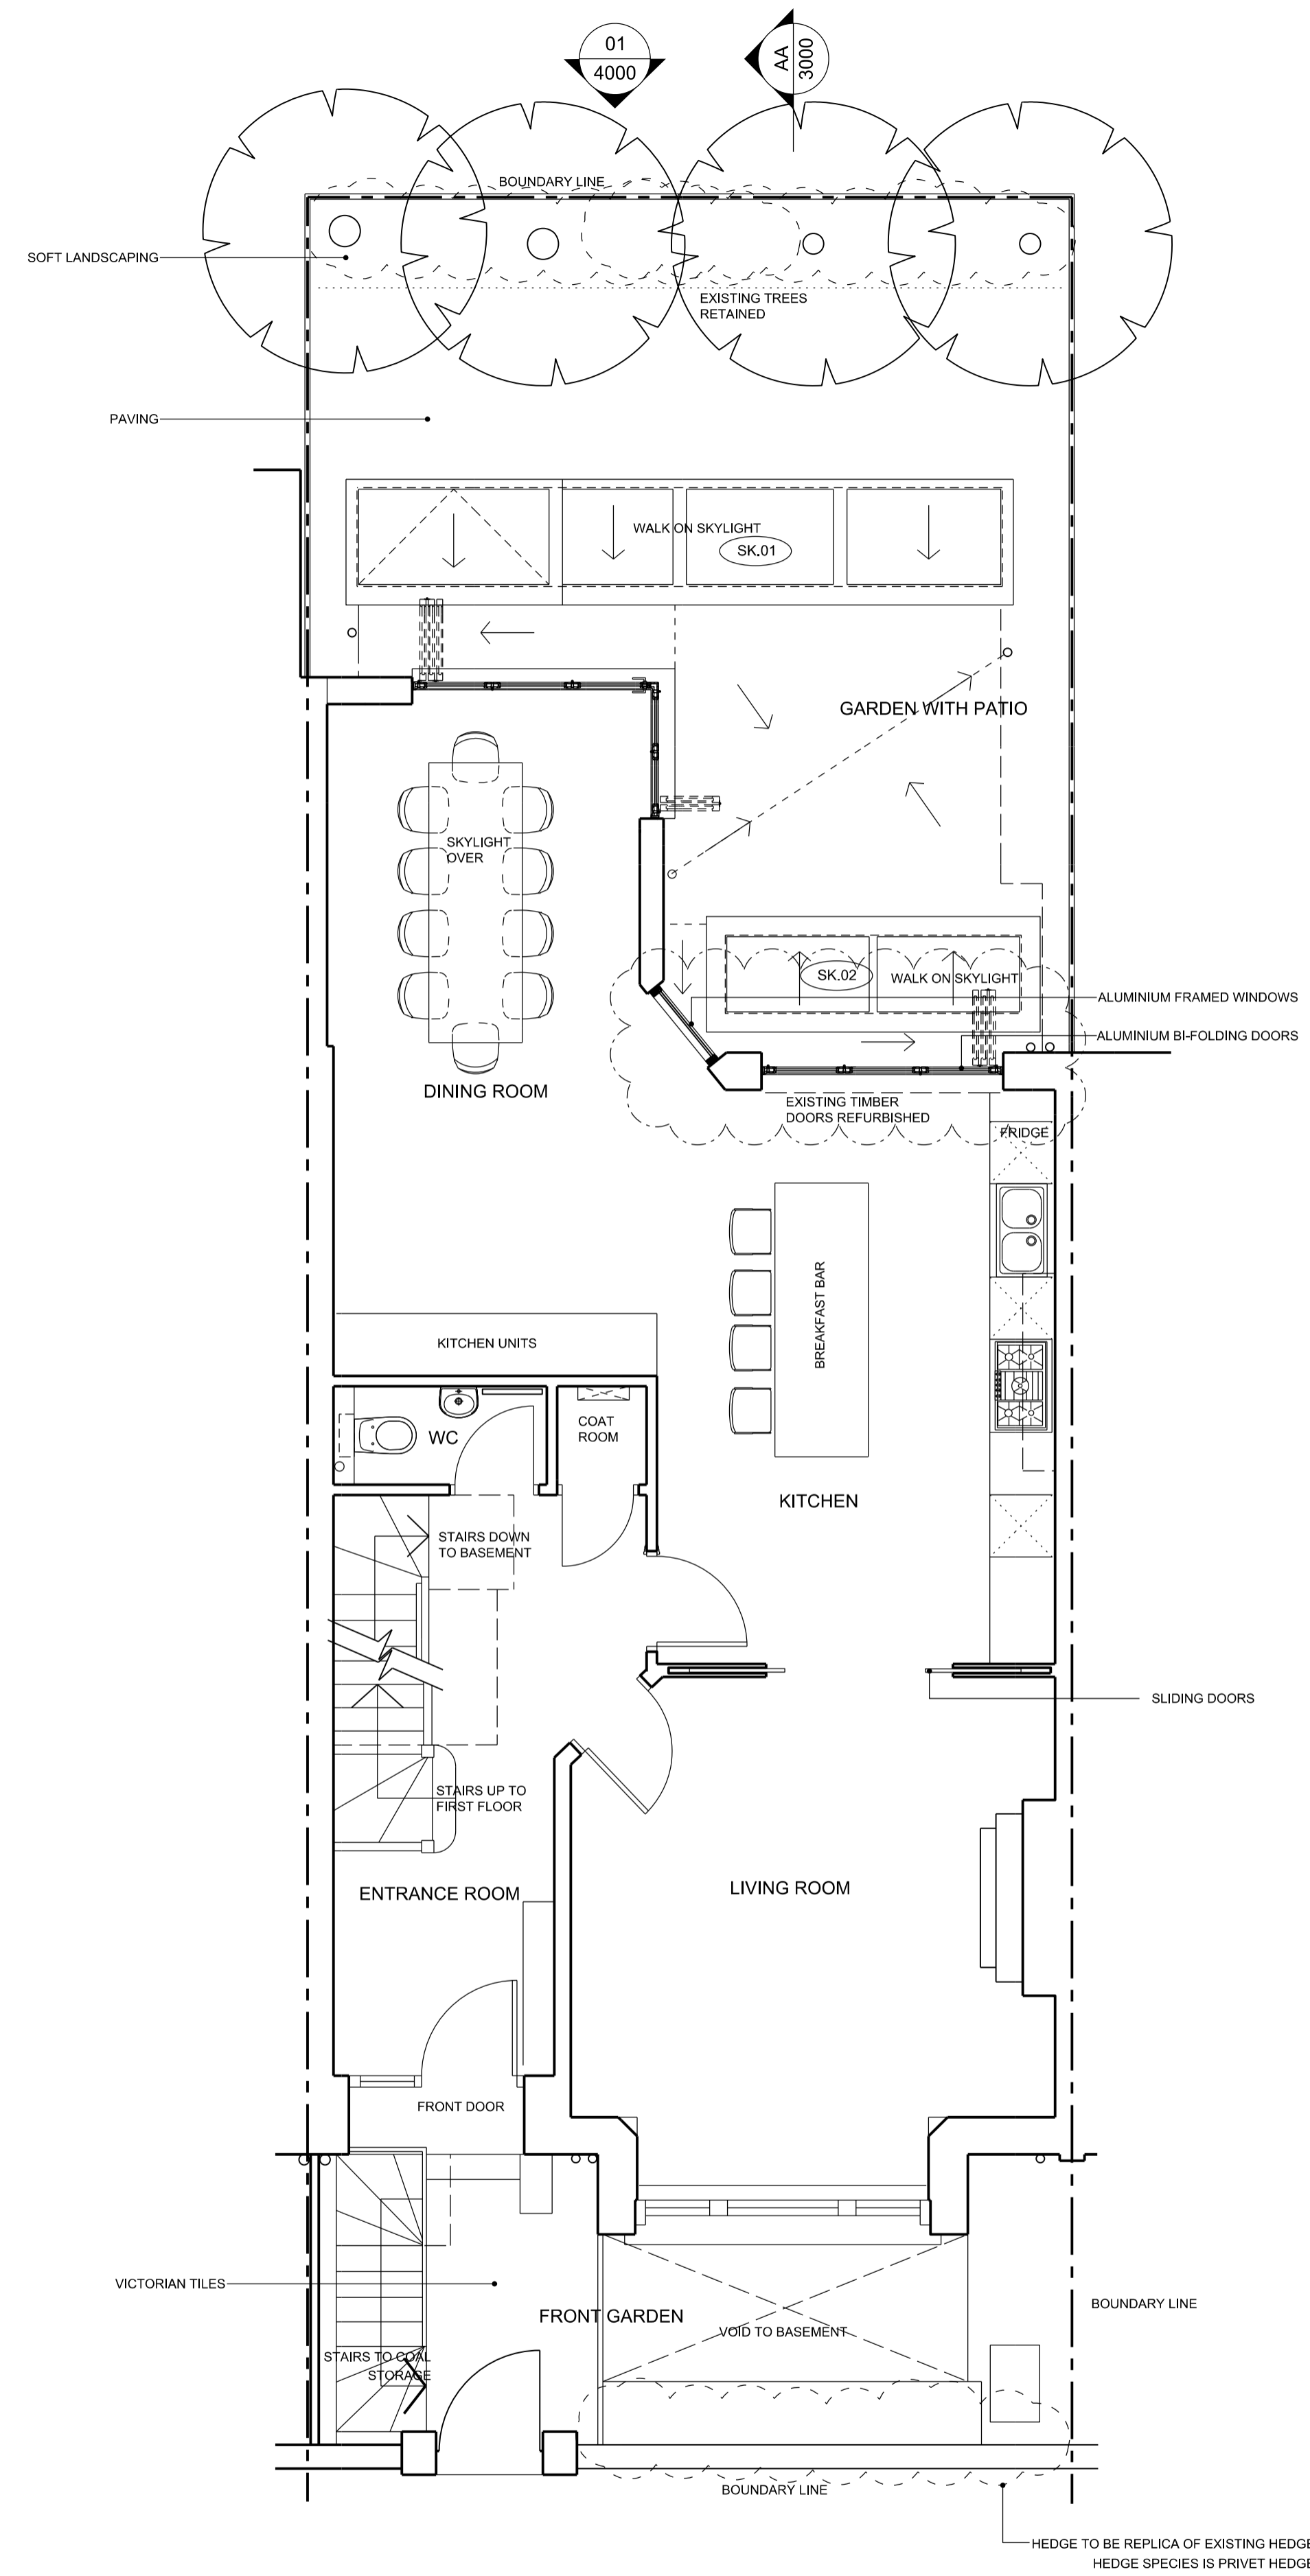 01
4000
AA
3000
BOUNDARY LINE
SOFT LANDSCAPING
EXISTING TREES
RETAINED
PAVING
WALK ON SKYLIGHT
SK.01
GARDEN WITH PATIO
SKYLIGHT
OVER
SK.02
WALK ON SKYLIGHT
ALUMINIUM FRAMED WINDOWS
ALUMINIUM BI-FOLDING DOORS
DINING ROOM
EXISTING TIMBER
DOORS REFURBISHED
FRIDGE
BREAKFAST BAR
KITCHEN UNITS
COAT
ROOM
WC
KITCHEN
STAIRS DOWN
TO BASEMENT
SLIDING DOORS
STAIRS UP TO
FIRST FLOOR
LIVING ROOM
ENTRANCE ROOM
FRONT DOOR
VICTORIAN TILES
BOUNDARY LINE
FRONT GARDEN
VOID TO BASEMENT
STAIRS TO COAL
STORAGE
BOUNDARY LINE
HEDGE TO BE REPLICA OF EXISTING HEDGE
HEDGE SPECIES IS PRIVET HEDGE